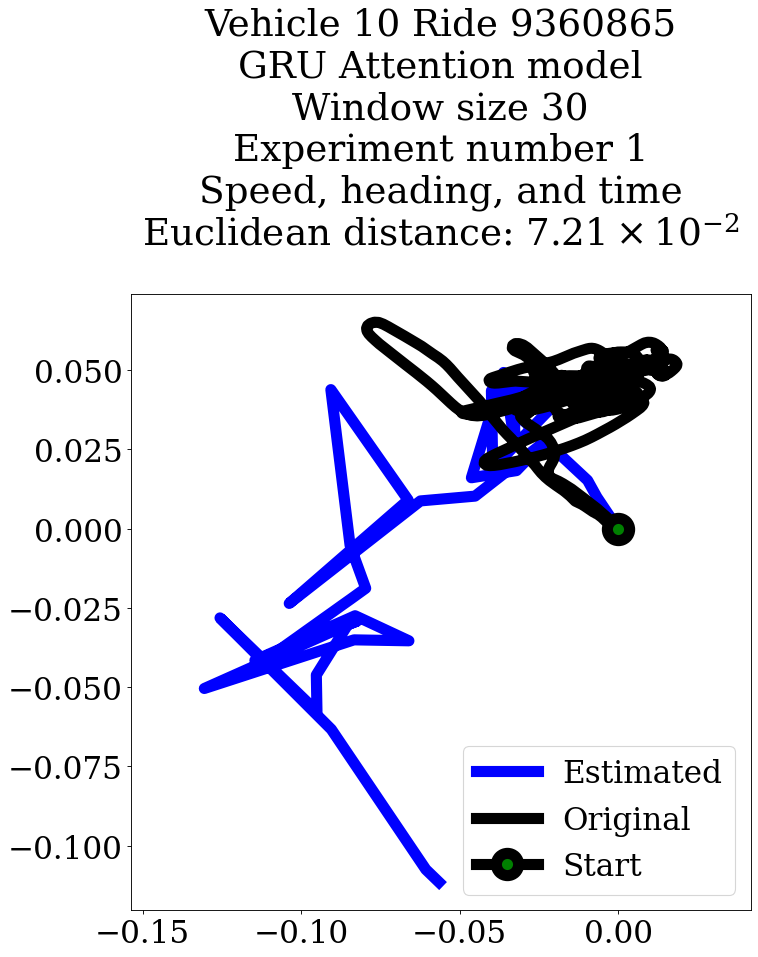 Vehicle 10 Ride 9360865
GRU Attention model
Window size 30
Experiment number 1
Speed, heading, and time
Euclidean distance: 7.21 × 10⁻²
0.050
0.025
0.000
−0.025
−0.050
−0.075
−0.100
Estimated
Original
Start
−0.15
−0.10
−0.05
0.00